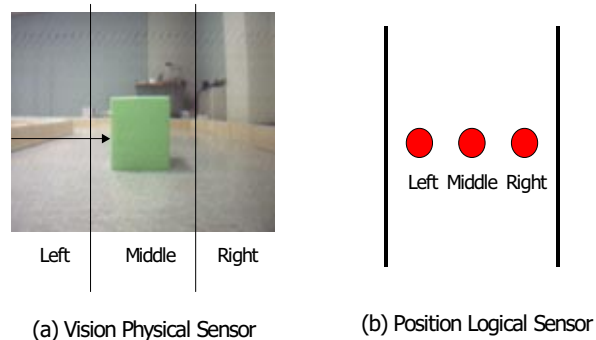 Left Middle Right
(a) Vision Physical Sensor
Left Middle Right
(b) Position Logical Sensor